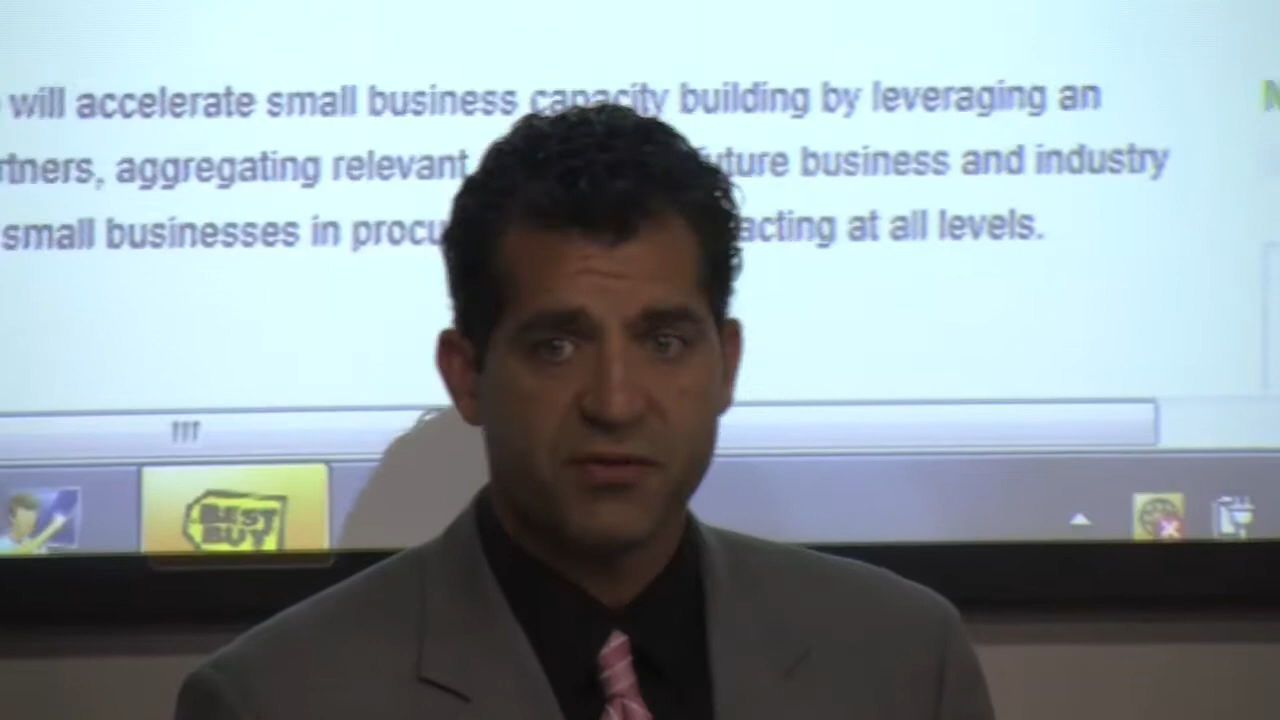 will accelerate small business capacity building by leveraging an
rtners, aggregating relevant uture business and industry
small businesses in procu acting at all levels.
BEST
BUY